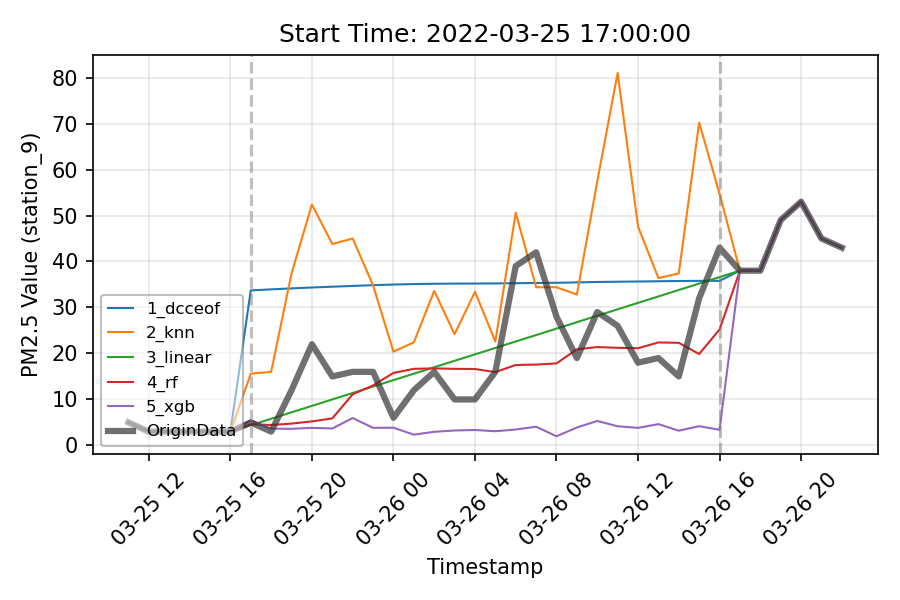 Start Time: 2022-03-25 17:00:00
PM2.5 Value (station_9)
80
70
60
50
40
30
20
10
0
1_dcceof
2_knn
3_linear
4_rf
5_xgb
OriginData
03-25 12
03-25 16
03-25 20
03-26 00
03-26 04
03-26 08
03-26 12
03-26 16
03-26 20
Timestamp